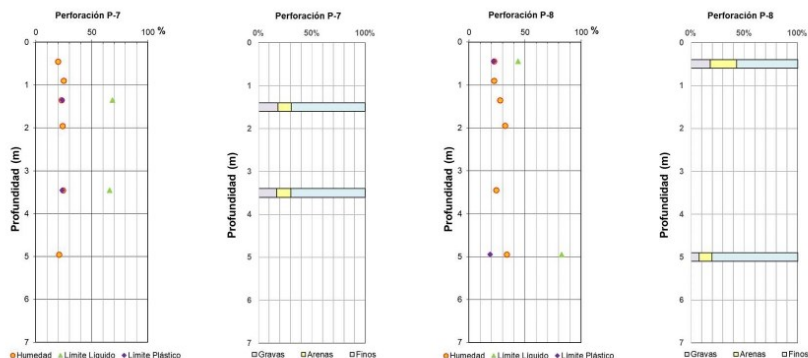 Perforación P-7
0 50 100 %
0
1
2
3
4
5
6
7
Profundidad (m)
Humedad Límite Líquido Límite Plástico
Perforación P-7
0% 50% 100%
0
1
2
3
4
5
6
7
Profundidad (m)
Gravas Arenas Finos
Perforación P-8
0 50 100 %
0
1
2
3
4
5
6
7
Profundidad (m)
Humedad Límite Líquido Límite Plástico
Perforación P-8
0% 50% 100%
0
1
2
3
4
5
6
7
Profundidad (m)
Gravas Arenas Finos